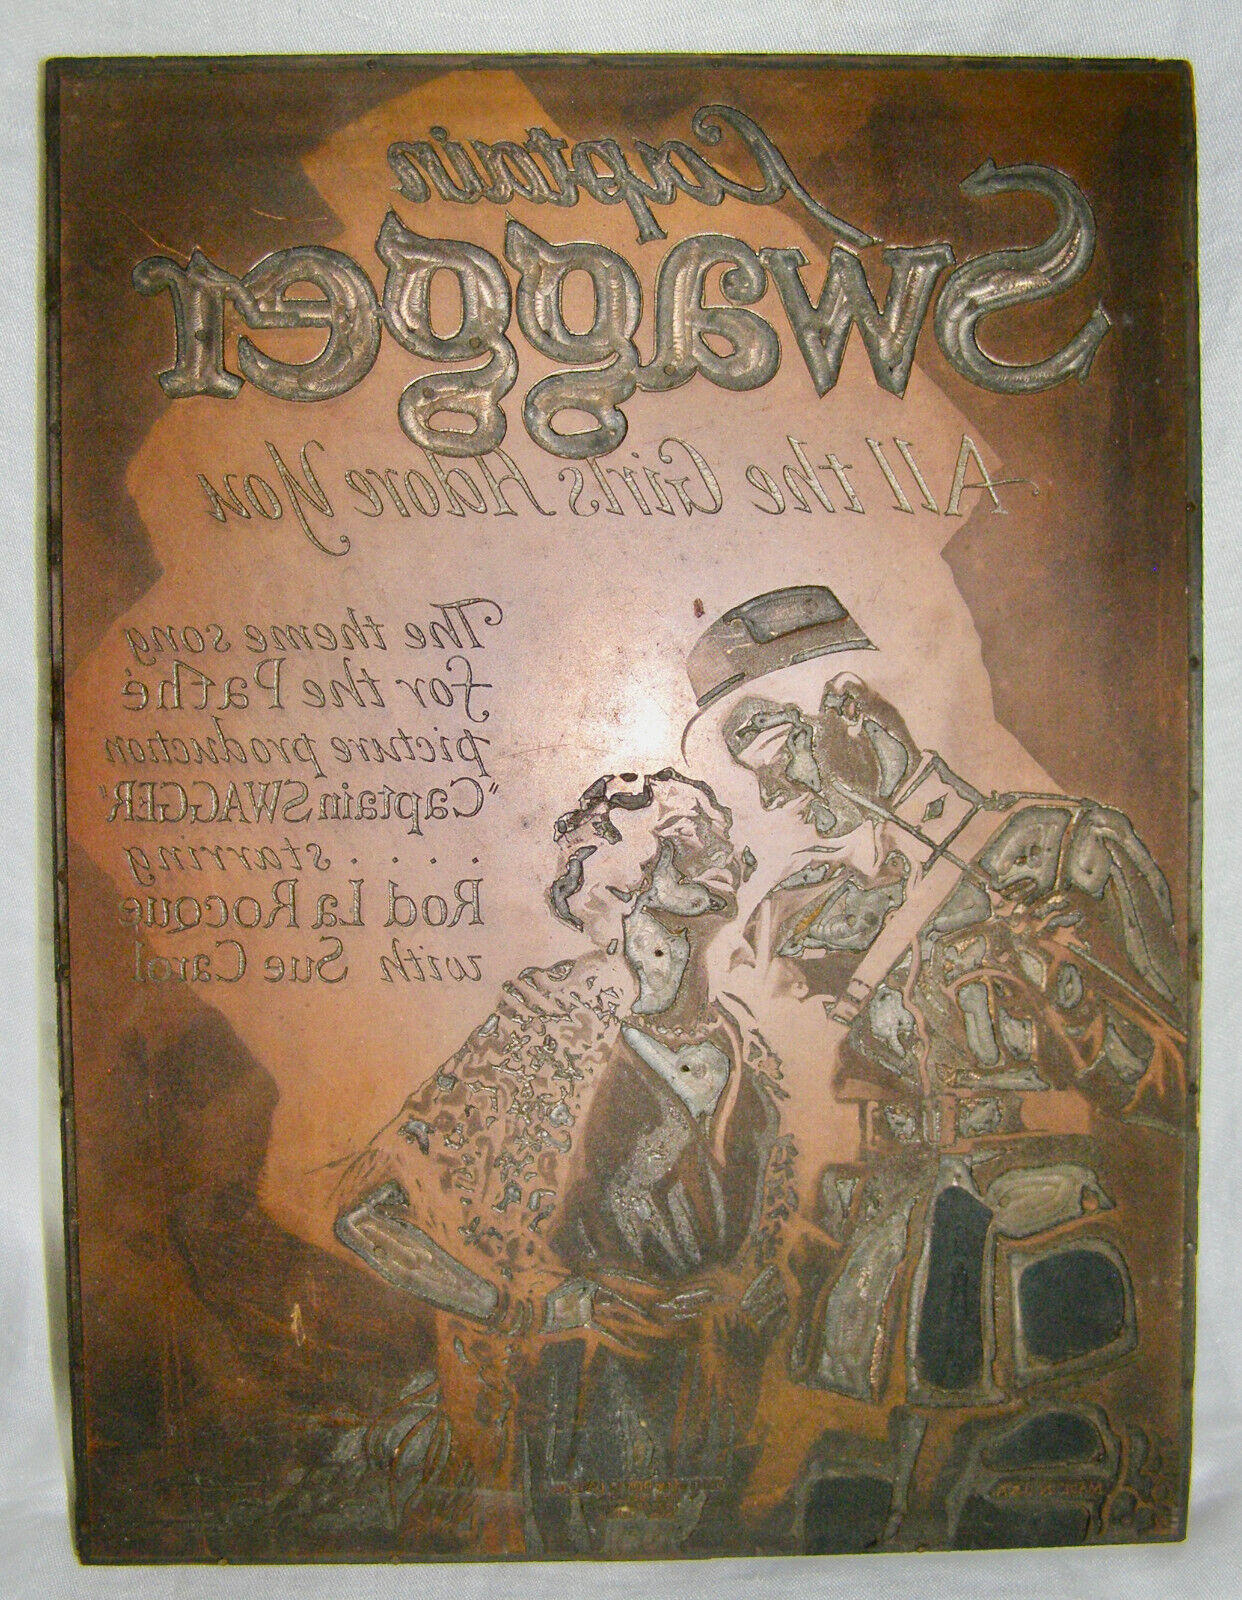 Captain
Swagger
All the Girls Adore You
The theme song
for the Pathé
picture production
"Captain SWAGGER"
. . . . . starring
Rod La Rocque
with Sue Carol